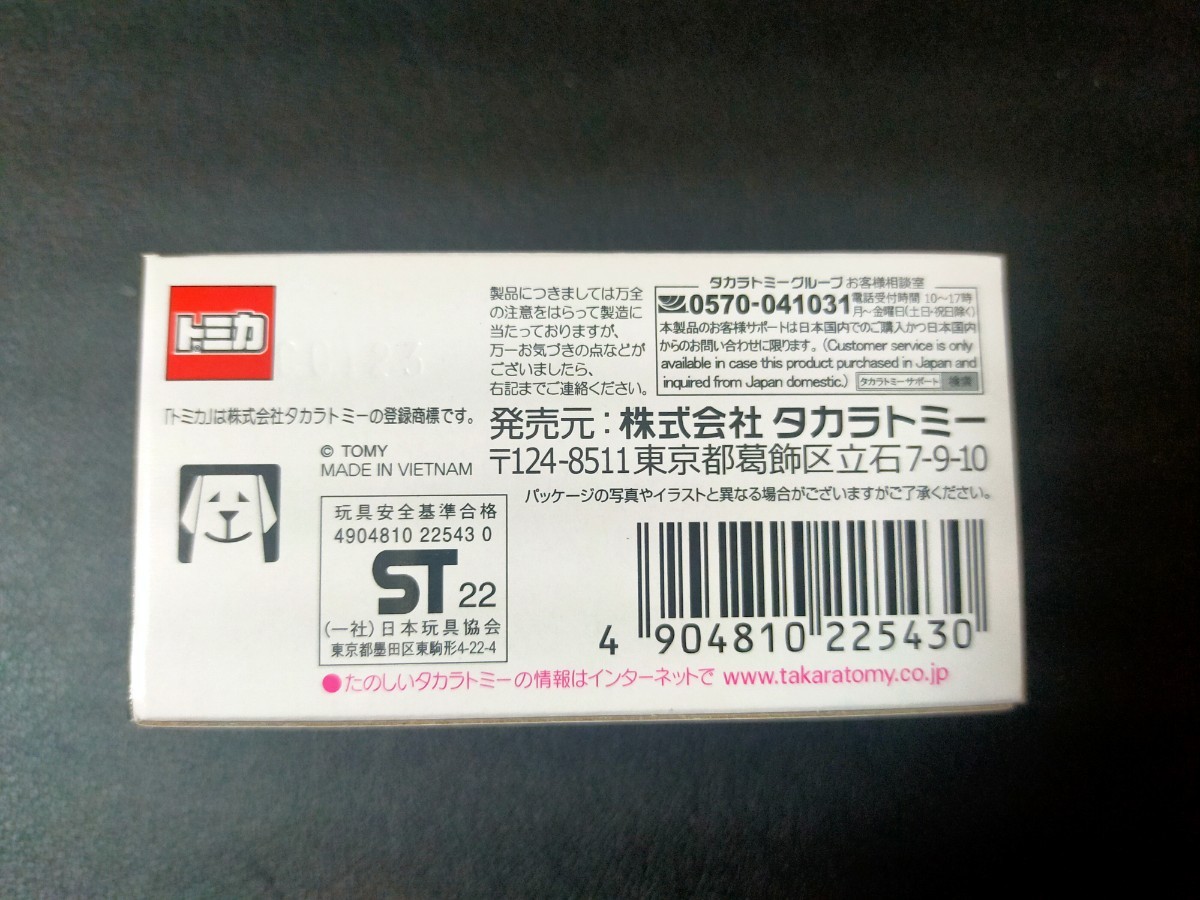 トミカ
「トミカ」は株式会社タカラトミーの登録商標です。
© TOMY
MADE IN VIETNAM
玩具安全基準合格
4904810 22543 0
ST 22
(一社)日本玩具協会
東京都墨田区東駒形4-22-4
製品につきましては万全
の注意をはらって製造に
当たっておりますが、
万一お気づきの点などが
ございましたら、
右記までご連絡ください。
タカラトミーグループ お客様相談室
0570-041031 電話受付時間 10〜17時
月〜金曜日(土日・祝日除く)
本製品のお客様サポートは日本国内でのご購入かつ日本国内
からのお問い合わせに限ります。(Customer service is only
available in case this product purchased in Japan and
inquired from Japan domestic.) タカラトミーサポート 検索
発売元:株式会社 タカラトミー
〒124-8511 東京都葛飾区立石 7-9-10
パッケージの写真やイラストと異なる場合がございますがご了承ください。
4 904810 225430
●たのしいタカラトミーの情報はインターネットで www.takaratomy.co.jp